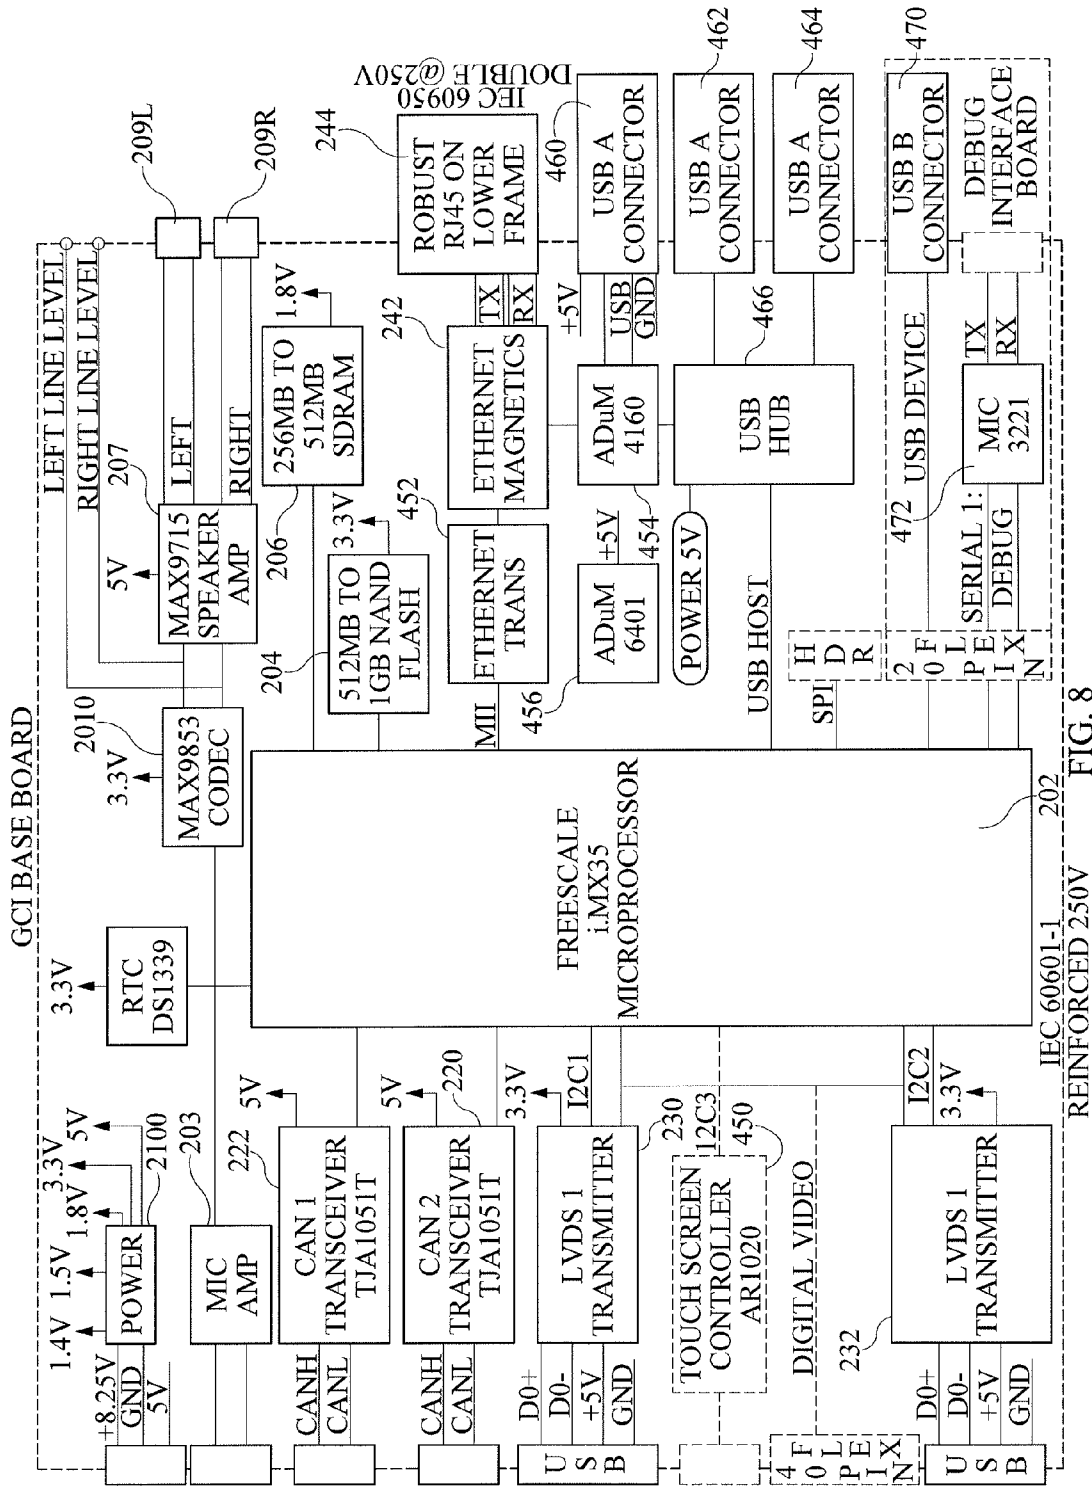 GCI BASE BOARD
LEFT LINE LEVEL
RIGHT LINE LEVEL
1.4V
1.5V
1.8V
3.3V
5V
+8.25V
GND
5V
POWER
2100
3.3V
RTC
DS1339
3.3V
2010
MAX9853
CODEC
5V
207
MAX9715
SPEAKER
AMP
LEFT
RIGHT
209L
209R
MIC
AMP
203
222
5V
CAN 1
TRANSCEIVER
TJA1051T
CANH
CANL
5V
220
CAN 2
TRANSCEIVER
TJA1051T
CANH
CANL
206
256MB TO
512MB
SDRAM
1.8V
204
512MB TO
1GB NAND
FLASH
3.3V
FREESCALE
i.MX35
MICROPROCESSOR
202
MII
452
ETHERNET
TRANS
242
ETHERNET
MAGNETICS
TX
RX
244
ROBUST
RJ45 ON
LOWER
FRAME
IEC 60950
DOUBLE @250V
3.3V
I2C1
230
LVDS 1
TRANSMITTER
D0+
D0-
+5V
GND
USB
456
ADuM
6401
+5V
454
ADuM
4160
+5V
USB
GND
460
USB A
CONNECTOR
I2C3
450
TOUCH SCREEN
CONTROLLER
AR1020
POWER 5V
USB HOST
USB
HUB
466
462
USB A
CONNECTOR
464
USB A
CONNECTOR
DIGITAL VIDEO
40
FLEX
PIN
SPI
HDR
232
LVDS 1
TRANSMITTER
I2C2
3.3V
D0+
D0-
+5V
GND
USB
20
FLEX
PIN
472
USB DEVICE
470
USB B
CONNECTOR
SERIAL 1:
DEBUG
MIC
3221
TX
RX
DEBUG
INTERFACE
BOARD
IEC 60601-1
REINFORCED 250V
FIG. 8